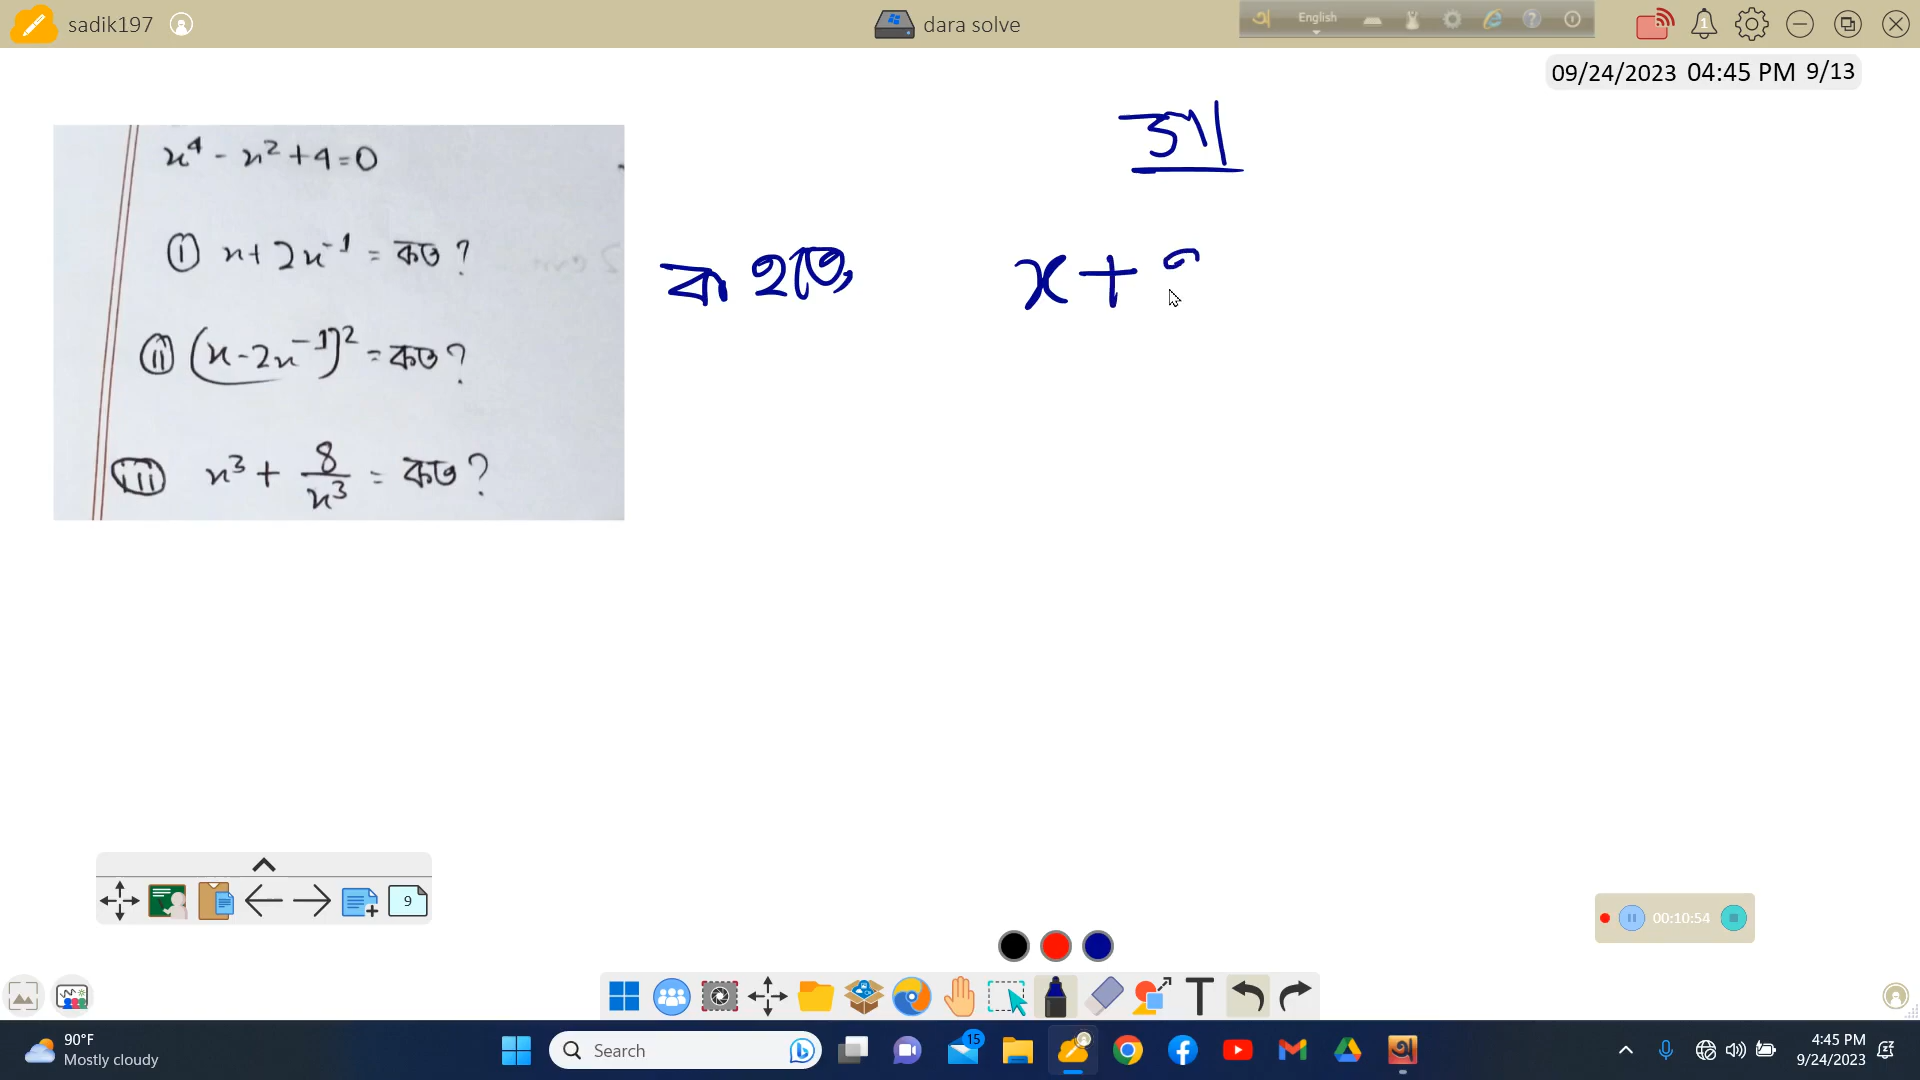 sadik197
dara solve
English
1
09/24/2023 04:45 PM 9/13
x⁴ - x² + 4 = 0
i x + 2x⁻¹ = কত ?
ii (x - 2x⁻¹)² = কত ?
iii x³ + 8/x³ = কত ?
গ
ক হতে, x +
9
00:10:54
T
90°F
Mostly cloudy
Search
15
4:45 PM
9/24/2023